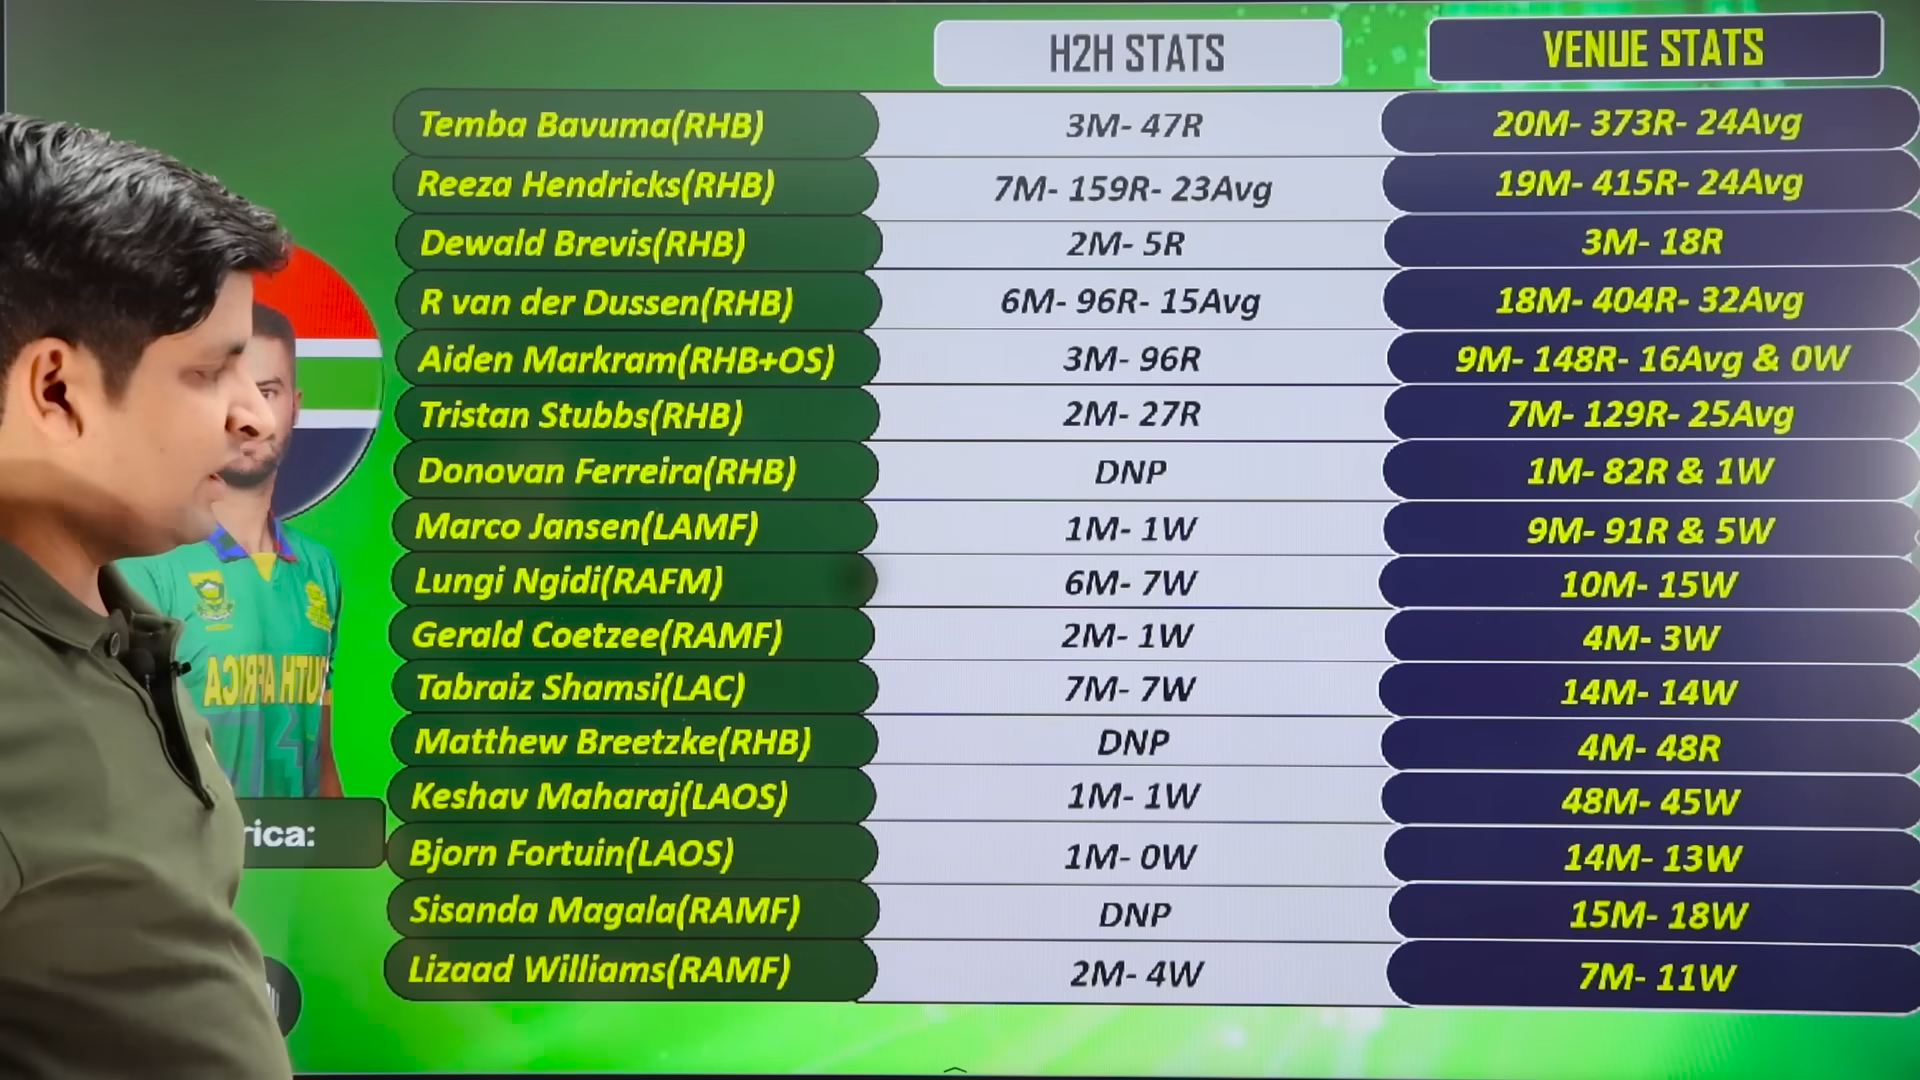 H2H STATS
VENUE STATS
Temba Bavuma(RHB) 3M- 47R 20M- 373R- 24Avg
Reeza Hendricks(RHB) 7M- 159R- 23Avg 19M- 415R- 24Avg
Dewald Brevis(RHB) 2M- 5R 3M- 18R
R van der Dussen(RHB) 6M- 96R- 15Avg 18M- 404R- 32Avg
Aiden Markram(RHB+OS) 3M- 96R 9M- 148R- 16Avg & 0W
Tristan Stubbs(RHB) 2M- 27R 7M- 129R- 25Avg
Donovan Ferreira(RHB) DNP 1M- 82R & 1W
Marco Jansen(LAMF) 1M- 1W 9M- 91R & 5W
Lungi Ngidi(RAFM) 6M- 7W 10M- 15W
Gerald Coetzee(RAMF) 2M- 1W 4M- 3W
Tabraiz Shamsi(LAC) 7M- 7W 14M- 14W
Matthew Breetzke(RHB) DNP 4M- 48R
Keshav Maharaj(LAOS) 1M- 1W 48M- 45W
Bjorn Fortuin(LAOS) 1M- 0W 14M- 13W
Sisanda Magala(RAMF) DNP 15M- 18W
Lizaad Williams(RAMF) 2M- 4W 7M- 11W
rica: